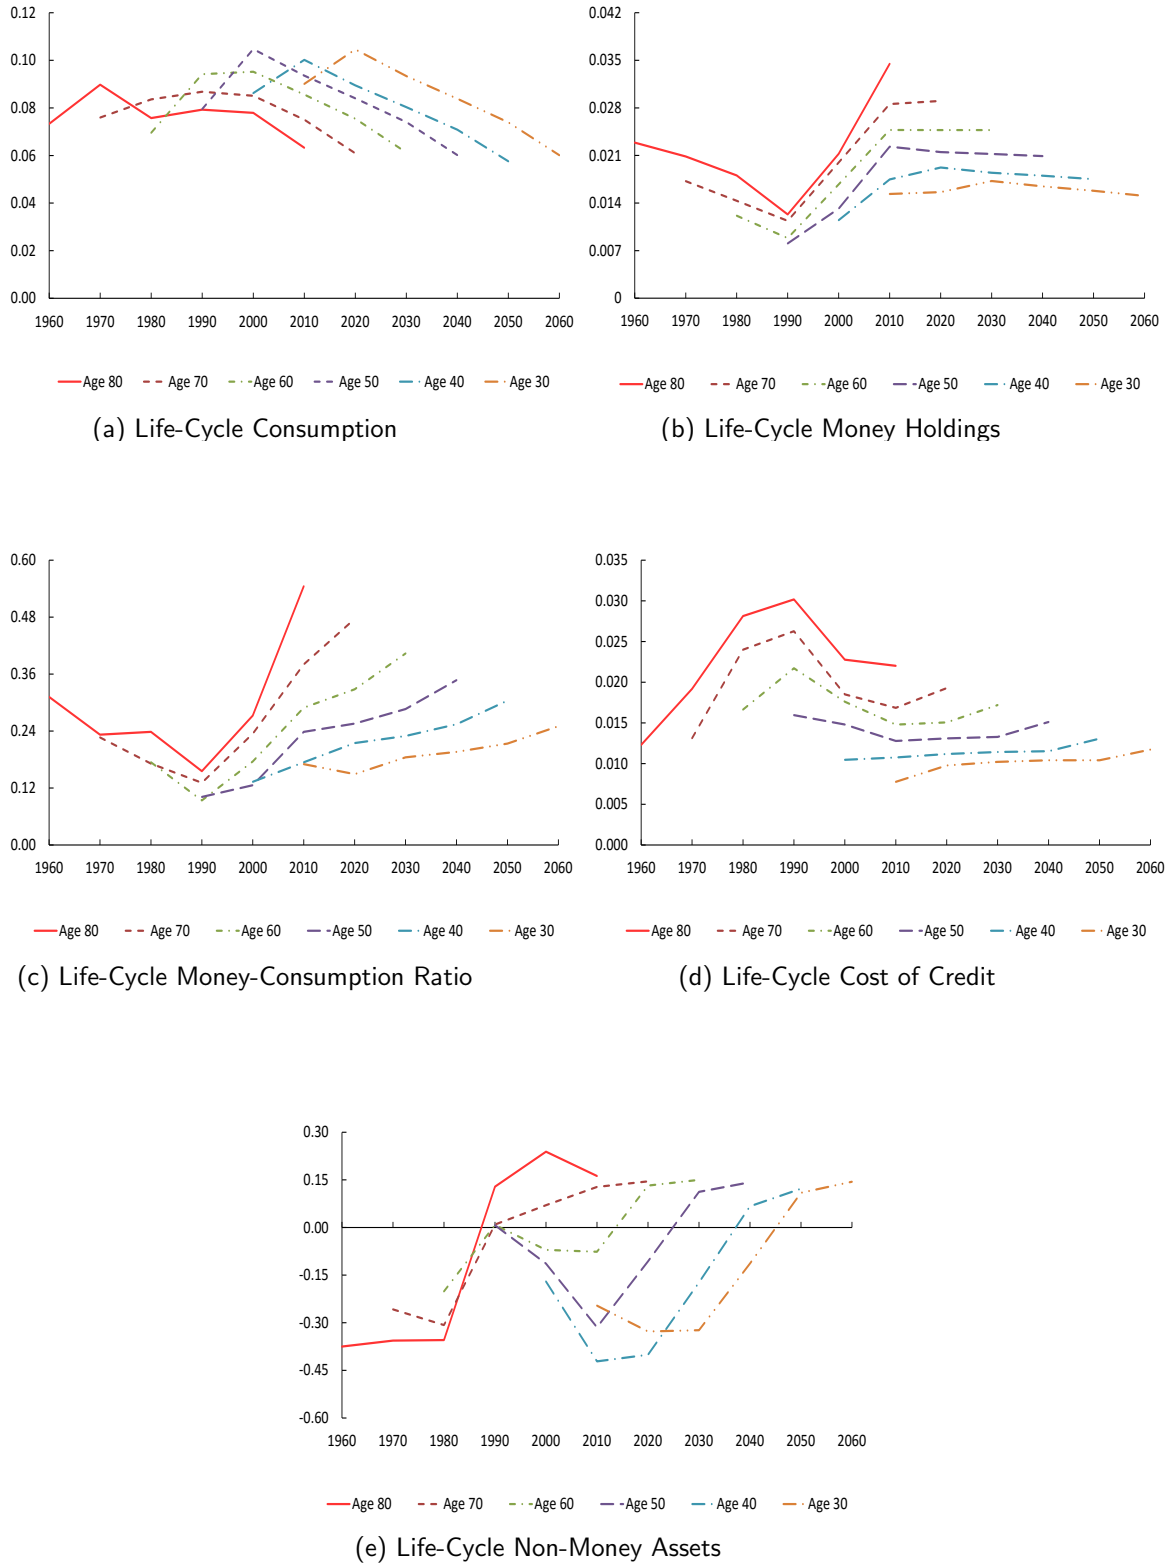 0.12
0.10
0.08
0.06
0.04
0.02
0.00
1960 1970 1980 1990 2000 2010 2020 2030 2040 2050 2060
Age 80 Age 70 Age 60 Age 50 Age 40 Age 30
(a) Life-Cycle Consumption
0.042
0.035
0.028
0.021
0.014
0.007
0
1960 1970 1980 1990 2000 2010 2020 2030 2040 2050 2060
Age 80 Age 70 Age 60 Age 50 Age 40 Age 30
(b) Life-Cycle Money Holdings
0.60
0.48
0.36
0.24
0.12
0.00
1960 1970 1980 1990 2000 2010 2020 2030 2040 2050 2060
Age 80 Age 70 Age 60 Age 50 Age 40 Age 30
(c) Life-Cycle Money-Consumption Ratio
0.035
0.030
0.025
0.020
0.015
0.010
0.005
0.000
1960 1970 1980 1990 2000 2010 2020 2030 2040 2050 2060
Age 80 Age 70 Age 60 Age 50 Age 40 Age 30
(d) Life-Cycle Cost of Credit
0.30
0.15
0.00
-0.15
-0.30
-0.45
-0.60
1960 1970 1980 1990 2000 2010 2020 2030 2040 2050 2060
Age 80 Age 70 Age 60 Age 50 Age 40 Age 30
(e) Life-Cycle Non-Money Assets